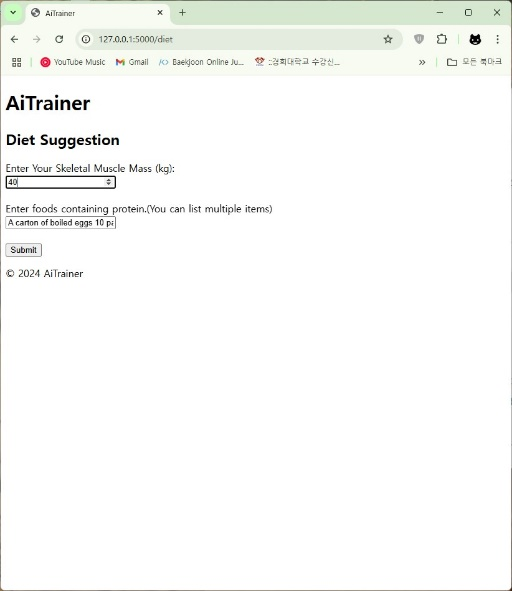 AiTrainer
127.0.0.1:5000/diet
YouTube Music
Gmail
Baekjoon Online Ju...
::경희대학교 수강신...
모든 북마크
AiTrainer
Diet Suggestion
Enter Your Skeletal Muscle Mass (kg):
40
Enter foods containing protein.(You can list multiple items)
A carton of boiled eggs 10 pa
Submit
© 2024 AiTrainer